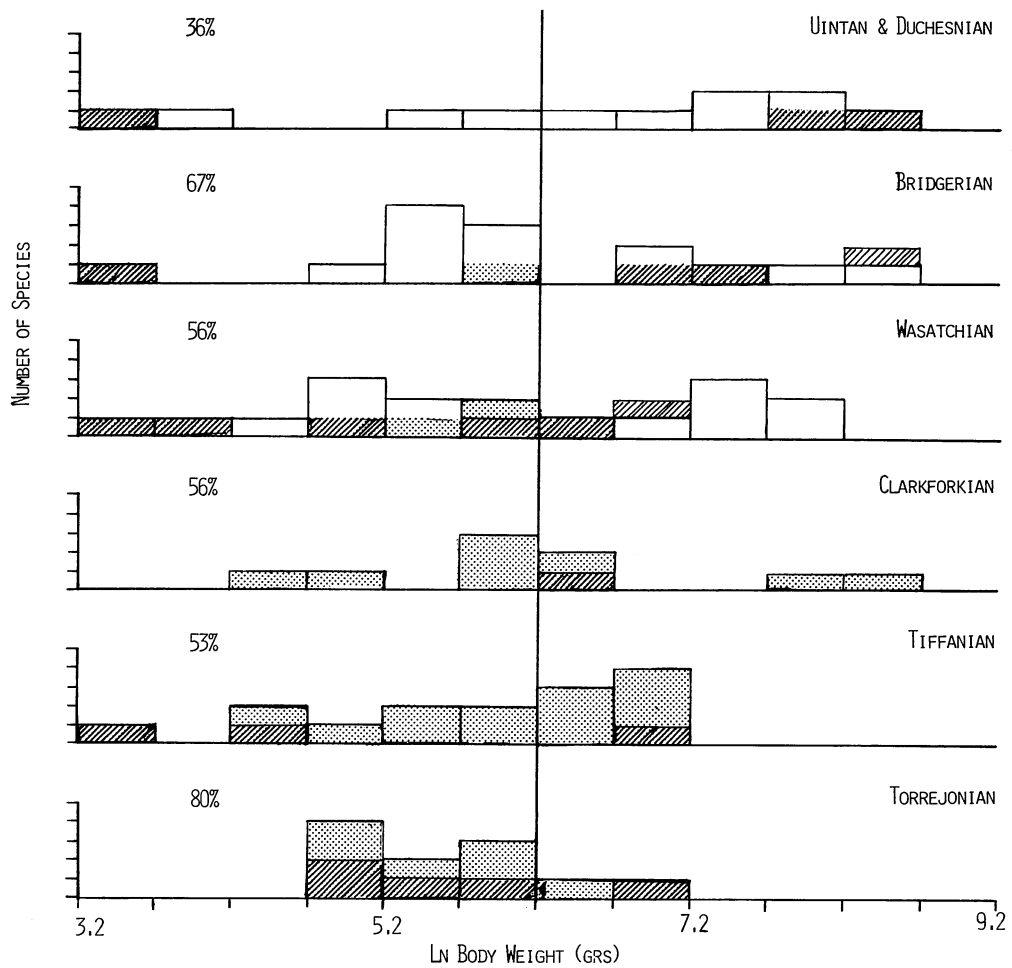 36%
UINTAN & DUCHESNIAN
67%
BRIDGERIAN
56%
WASATCHIAN
56%
CLARKFORKIAN
53%
TIFFANIAN
80%
TORREJONIAN
NUMBER OF SPECIES
3.2 5.2 7.2 9.2
LN BODY WEIGHT (GRS)